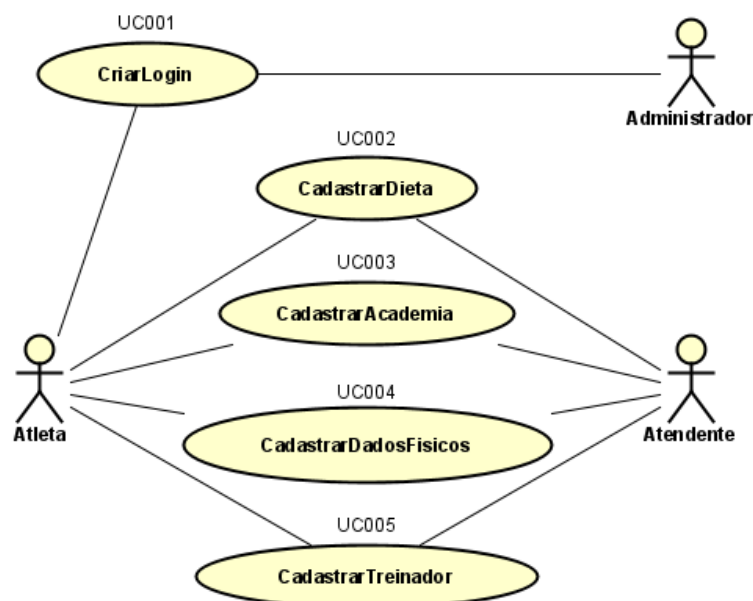 UC001
CriarLogin
Administrador
UC002
CadastrarDieta
UC003
CadastrarAcademia
UC004
CadastrarDadosFisicos
Atleta
Atendente
UC005
CadastrarTreinador